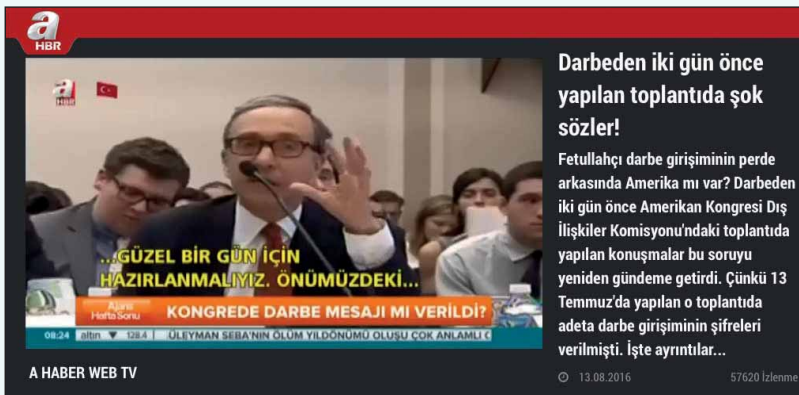 a
HBR
a
HBR
...GÜZEL BİR GÜN İÇİN
HAZIRLANMALIYIZ. ÖNÜMÜZDEKİ...
Ajans
Hafta Sonu
KONGREDE DARBE MESAJI MI VERİLDİ?
08:24 altın ▼ 128.4 ÜLEYMAN SEBA'NIN ÖLÜM YILDÖNÜMÜ OLUŞU ÇOK ANLAMLI
A HABER WEB TV
Darbeden iki gün önce
yapılan toplantıda şok
sözler!
Fetullahçı darbe girişiminin perde
arkasında Amerika mı var? Darbeden
iki gün önce Amerikan Kongresi Dış
İlişkiler Komisyonu'ndaki toplantıda
yapılan konuşmalar bu soruyu
yeniden gündeme getirdi. Çünkü 13
Temmuz'da yapılan o toplantıda
adeta darbe girişiminin şifreleri
verilmişti. İşte ayrıntılar...
13.08.2016 57620 İzlenme